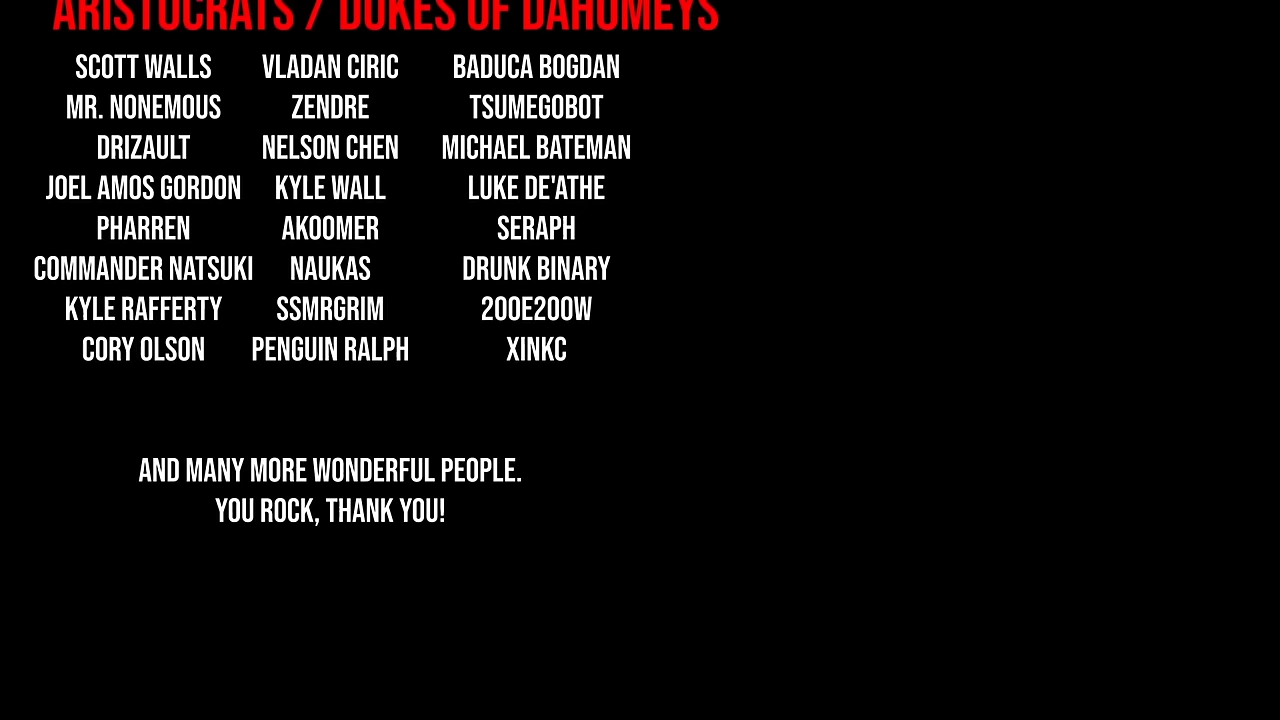 ARISTOCRATS / DUKES OF DAHOMEYS
SCOTT WALLS VLADAN CIRIC BADUCA BOGDAN
MR. NONEMOUS ZENDRE TSUMEGOBOT
DRIZAULT NELSON CHEN MICHAEL BATEMAN
JOEL AMOS GORDON KYLE WALL LUKE DE'ATHE
PHARREN AKOOMER SERAPH
COMMANDER NATSUKI NAUKAS DRUNK BINARY
KYLE RAFFERTY SSMRGRIM 200E200W
CORY OLSON PENGUIN RALPH XINKC
AND MANY MORE WONDERFUL PEOPLE.
YOU ROCK, THANK YOU!